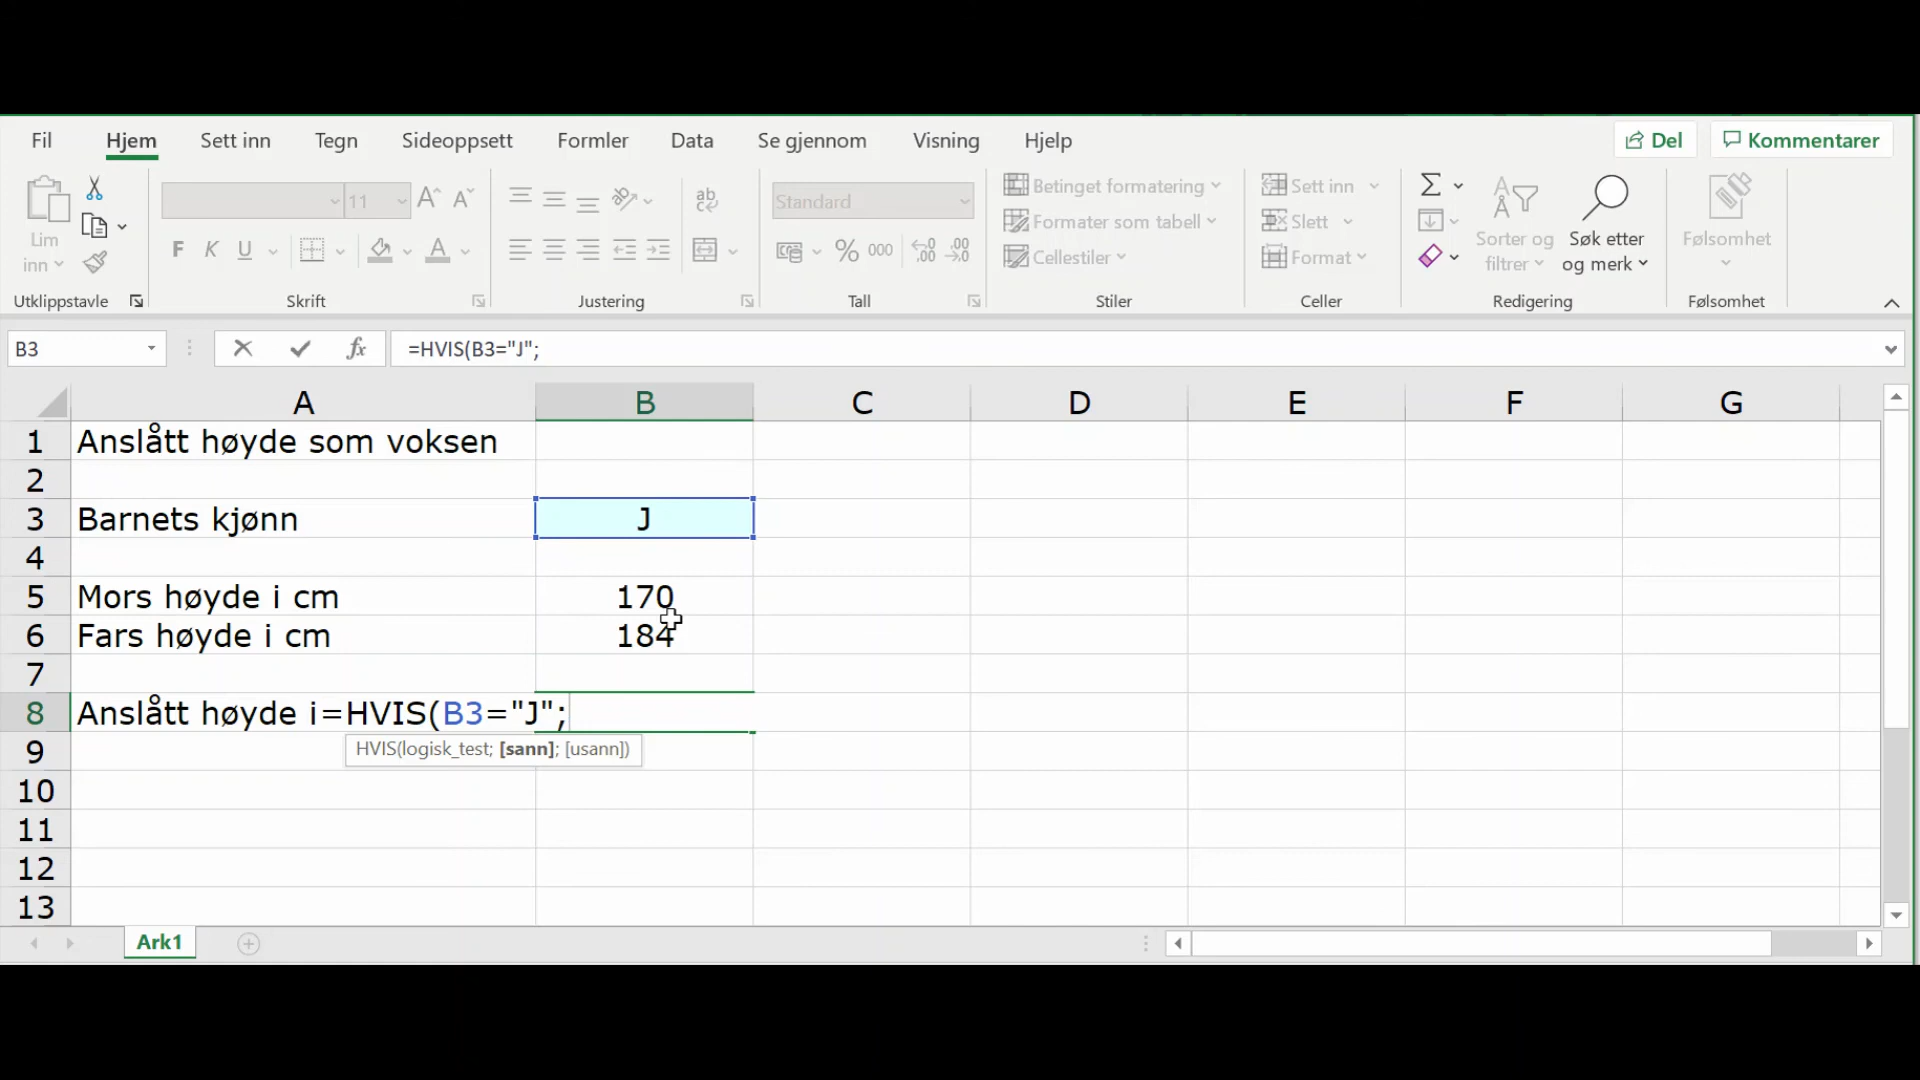 Fil Hjem Sett inn Tegn Sideoppsett Formler Data Se gjennom Visning Hjelp Del Kommentarer
Lim inn
11
F K U
Standard
% 000
Betinget formatering
Formater som tabell
Cellestiler
Sett inn
Slett
Format
Sorter og filtrer
Søk etter og merk
Følsomhet
Utklippstavle Skrift Justering Tall Stiler Celler Redigering Følsomhet
B3 fx =HVIS(B3="J";
A B C D E F G
1 Anslått høyde som voksen
2
3 Barnets kjønn J
4
5 Mors høyde i cm 170
6 Fars høyde i cm 184
7
8 Anslått høyde i=HVIS(B3="J";
HVIS(logisk_test; [sann]; [usann])
9
10
11
12
13
Ark1